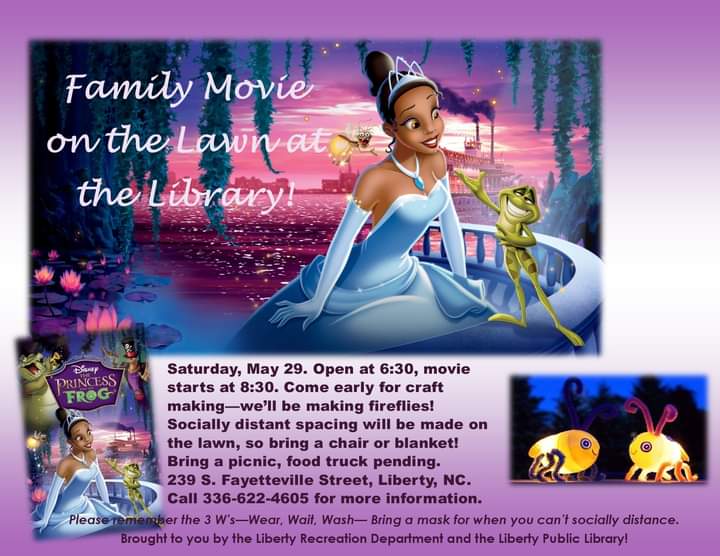 Family Movie
on the Lawn at
the Library!
Disney
THE
PRINCESS
AND THE
FROG
Saturday, May 29. Open at 6:30, movie
starts at 8:30. Come early for craft
making—we'll be making fireflies!
Socially distant spacing will be made on
the lawn, so bring a chair or blanket!
Bring a picnic, food truck pending.
239 S. Fayetteville Street, Liberty, NC.
Call 336-622-4605 for more information.
Please remember the 3 W's—Wear, Wait, Wash— Bring a mask for when you can't socially distance.
Brought to you by the Liberty Recreation Department and the Liberty Public Library!